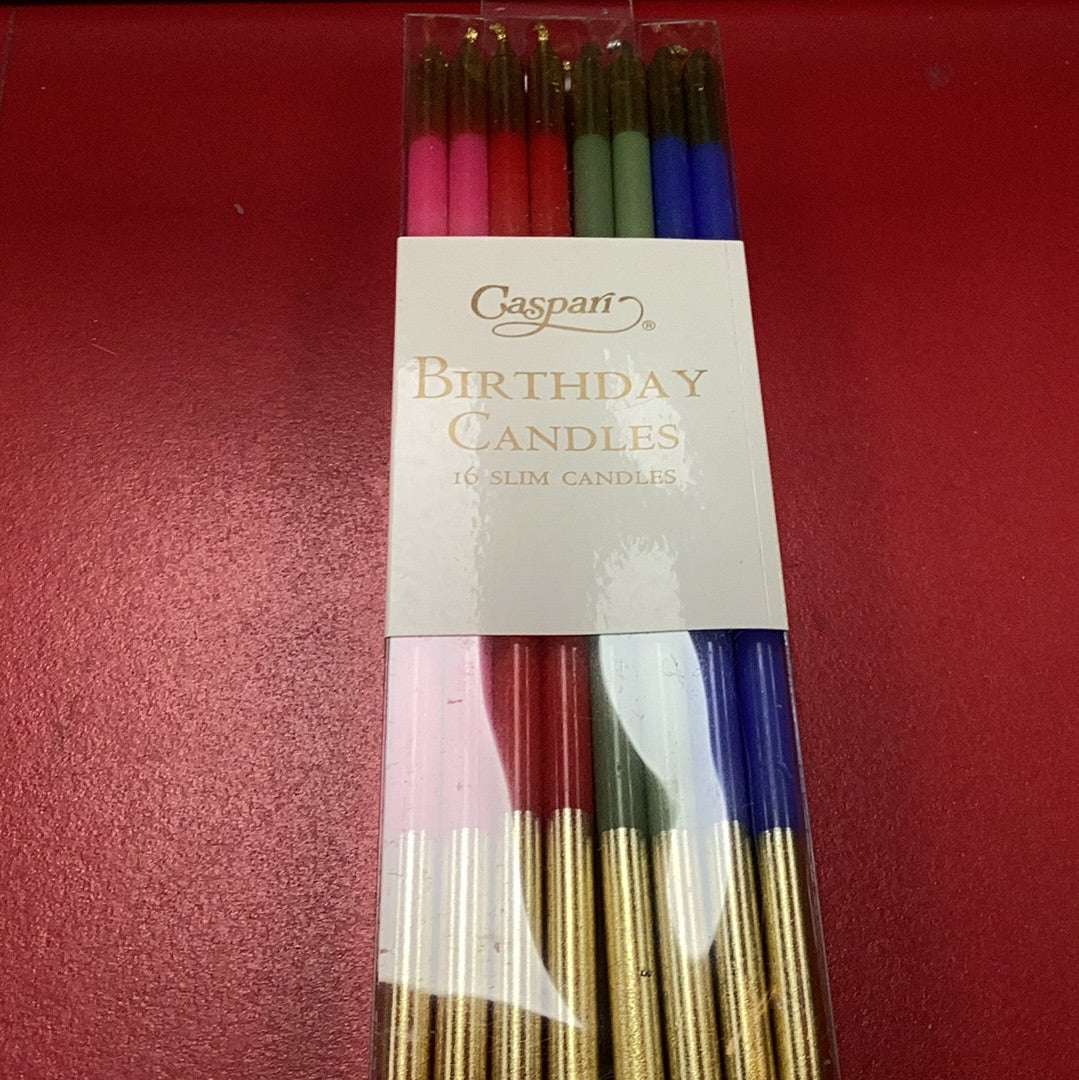 Caspari®
BIRTHDAY
CANDLES
16 SLIM CANDLES